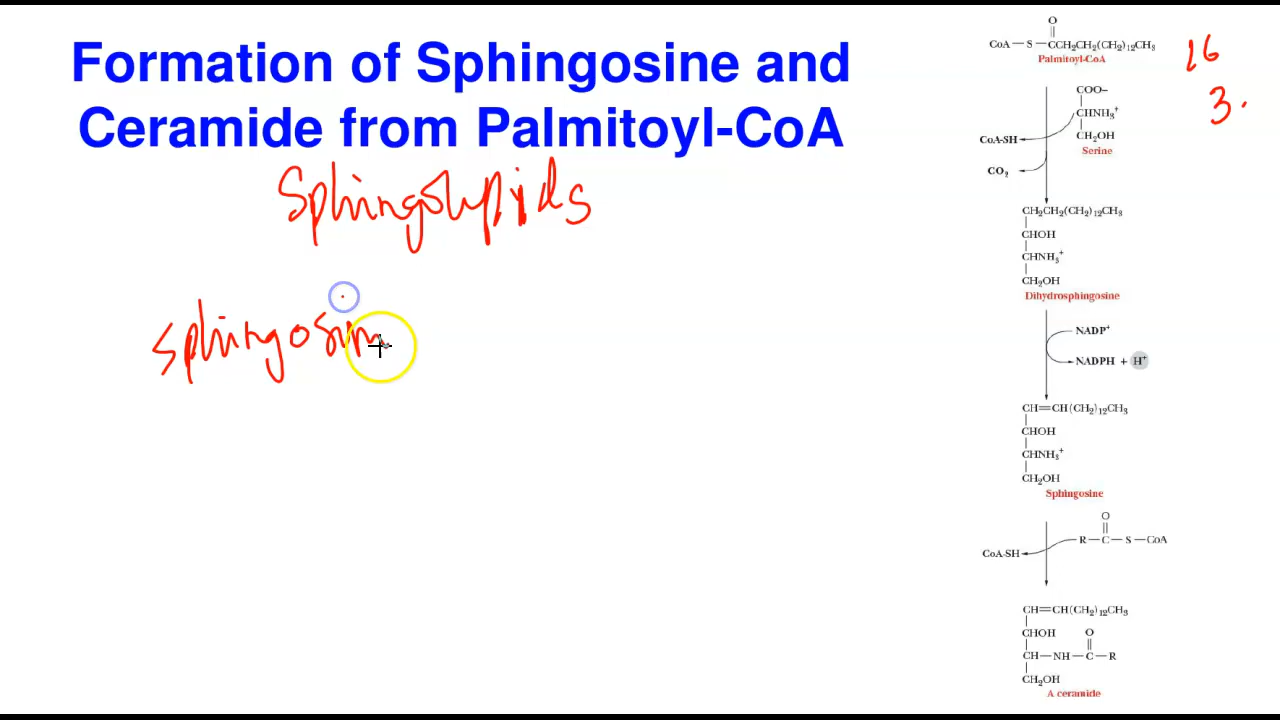 Formation of Sphingosine and
Ceramide from Palmitoyl-CoA
Sphingolipids
sphingosin
O
CoA—S—CCH₂CH₂(CH₂)₁₂CH₃
Palmitoyl-CoA
16
3.
COO–
CHNH₃⁺
CH₂OH
Serine
CoA-SH
CO₂
CH₂CH₂(CH₂)₁₂CH₃
CHOH
CHNH₃⁺
CH₂OH
Dihydrosphingosine
NADP⁺
NADPH + H⁺
CH=CH(CH₂)₁₂CH₃
CHOH
CHNH₃⁺
CH₂OH
Sphingosine
O
R—C—S—CoA
CoA-SH
CH=CH(CH₂)₁₂CH₃
CHOH O
CH—NH—C—R
CH₂OH
A ceramide